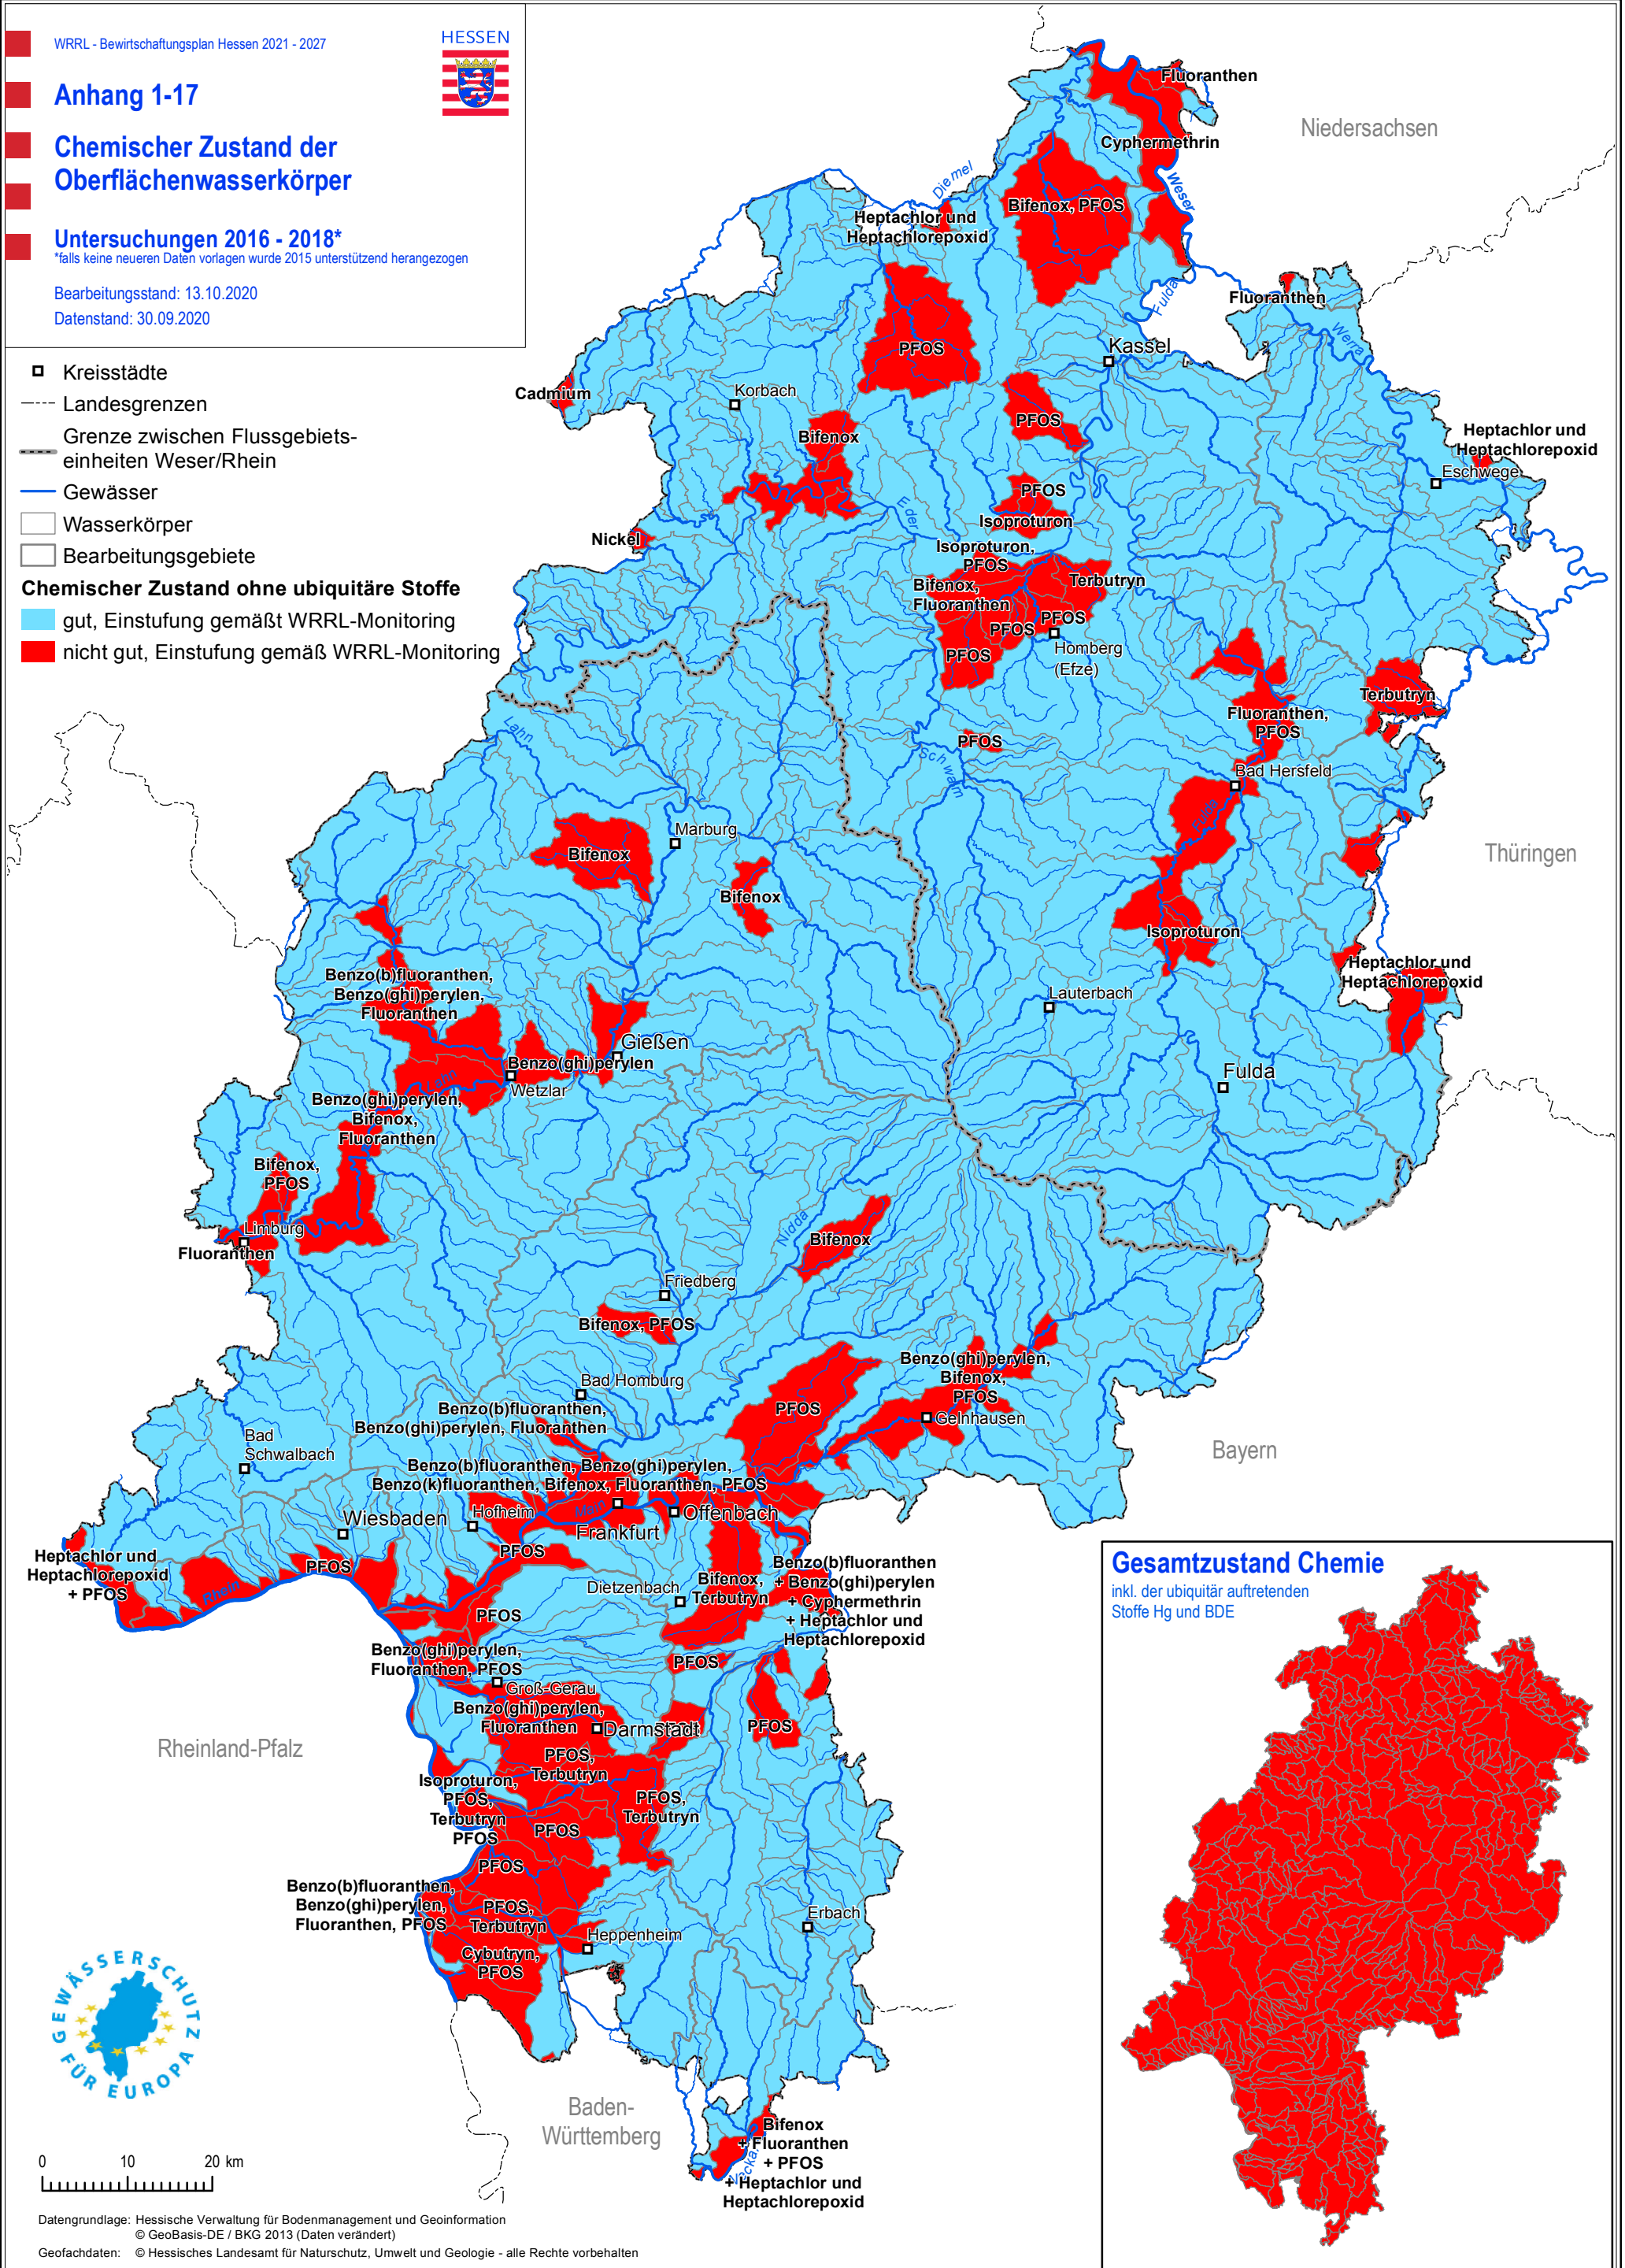 WRRL - Bewirtschaftungsplan Hessen 2021 - 2027
HESSEN
Anhang 1-17
Chemischer Zustand der
Oberflächenwasserkörper
Untersuchungen 2016 - 2018*
*falls keine neueren Daten vorlagen wurde 2015 unterstützend herangezogen
Bearbeitungsstand: 13.10.2020
Datenstand: 30.09.2020
Kreisstädte
Landesgrenzen
Grenze zwischen Flussgebiets-
einheiten Weser/Rhein
Gewässer
Wasserkörper
Bearbeitungsgebiete
Chemischer Zustand ohne ubiquitäre Stoffe
gut, Einstufung gemäßt WRRL-Monitoring
nicht gut, Einstufung gemäß WRRL-Monitoring
Fluoranthen
Niedersachsen
Cyphermethrin
Diemel
Weser
Bifenox, PFOS
Heptachlor und
Heptachlorepoxid
Fulda
Fluoranthen
Werra
PFOS
Kassel
Cadmium
Korbach
PFOS
Bifenox
Heptachlor und
Heptachlorepoxid
Eschwege
PFOS
Isoproturon
Eder
Nickel
Isoproturon,
PFOS
Bifenox,
Fluoranthen
Terbutryn
PFOS
PFOS
Homberg
(Efze)
PFOS
Terbutryn
Fluoranthen,
PFOS
Lahn
PFOS
Schwalm
Bad Hersfeld
Fulda
Marburg
Bifenox
Thüringen
Bifenox
Isoproturon
Heptachlor und
Heptachlorepoxid
Benzo(b)fluoranthen,
Benzo(ghi)perylen,
Fluoranthen
Lauterbach
Gießen
Benzo(ghi)perylen
Wetzlar
Lahn
Fulda
Benzo(ghi)perylen,
Bifenox,
Fluoranthen
Bifenox,
PFOS
Limburg
Fluoranthen
Nidda
Bifenox
Friedberg
Bifenox, PFOS
Benzo(ghi)perylen,
Bifenox,
PFOS
Gelnhausen
Bad Homburg
PFOS
Benzo(b)fluoranthen,
Benzo(ghi)perylen, Fluoranthen
Bad
Schwalbach
Bayern
Benzo(b)fluoranthen, Benzo(ghi)perylen,
Benzo(k)fluoranthen, Bifenox, Fluoranthen, PFOS
Main
Wiesbaden
Hofheim
Frankfurt
Offenbach
Heptachlor und
Heptachlorepoxid
+ PFOS
PFOS
Rhein
PFOS
Dietzenbach
Bifenox,
Terbutryn
Benzo(b)fluoranthen
+ Benzo(ghi)perylen
+ Cyphermethrin
+ Heptachlor und
Heptachlorepoxid
PFOS
Benzo(ghi)perylen,
Fluoranthen, PFOS
PFOS
Groß-Gerau
Benzo(ghi)perylen,
Fluoranthen
Darmstadt
PFOS
Rheinland-Pfalz
PFOS,
Terbutryn
Isoproturon,
PFOS,
Terbutryn
PFOS
PFOS,
Terbutryn
PFOS
PFOS
Benzo(b)fluoranthen,
Benzo(ghi)perylen,
Fluoranthen, PFOS
PFOS,
Terbutryn
Erbach
Heppenheim
Cybutryn,
PFOS
Baden-
Württemberg
Bifenox
+ Fluoranthen
+ PFOS
+ Heptachlor und
Heptachlorepoxid
Gesamtzustand Chemie
inkl. der ubiquitär auftretenden
Stoffe Hg und BDE
GEWÄSSERSCHUTZ
FÜR EUROPA
0 10 20 km
Datengrundlage: Hessische Verwaltung für Bodenmanagement und Geoinformation
© GeoBasis-DE / BKG 2013 (Daten verändert)
Geofachdaten: © Hessisches Landesamt für Naturschutz, Umwelt und Geologie - alle Rechte vorbehalten